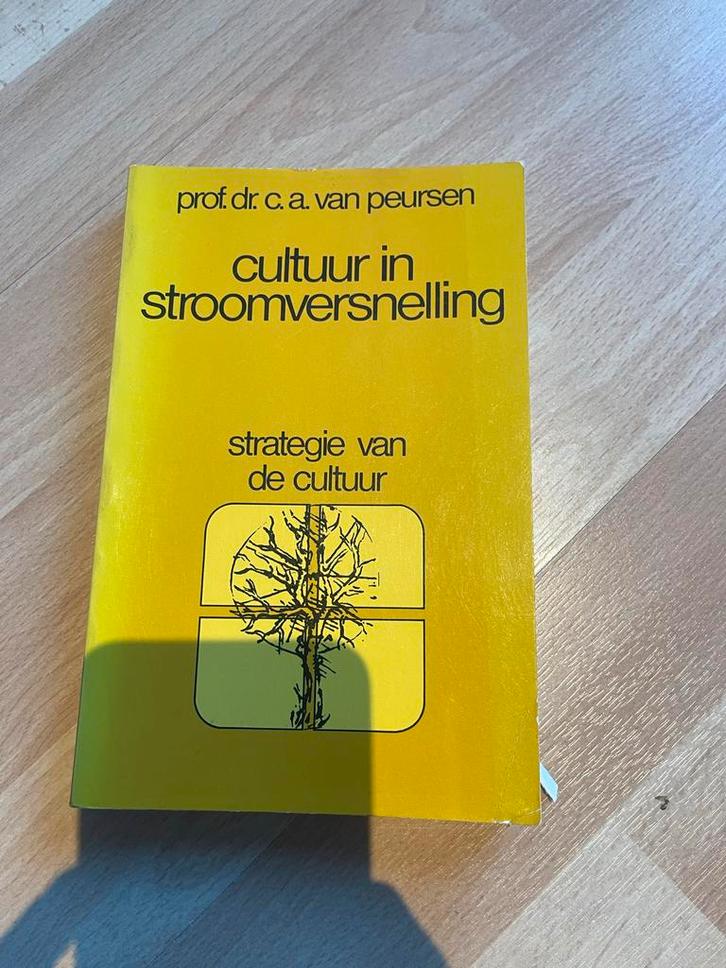 prof. dr. c. a. van peursen
cultuur in
stroomversnelling
strategie van
de cultuur